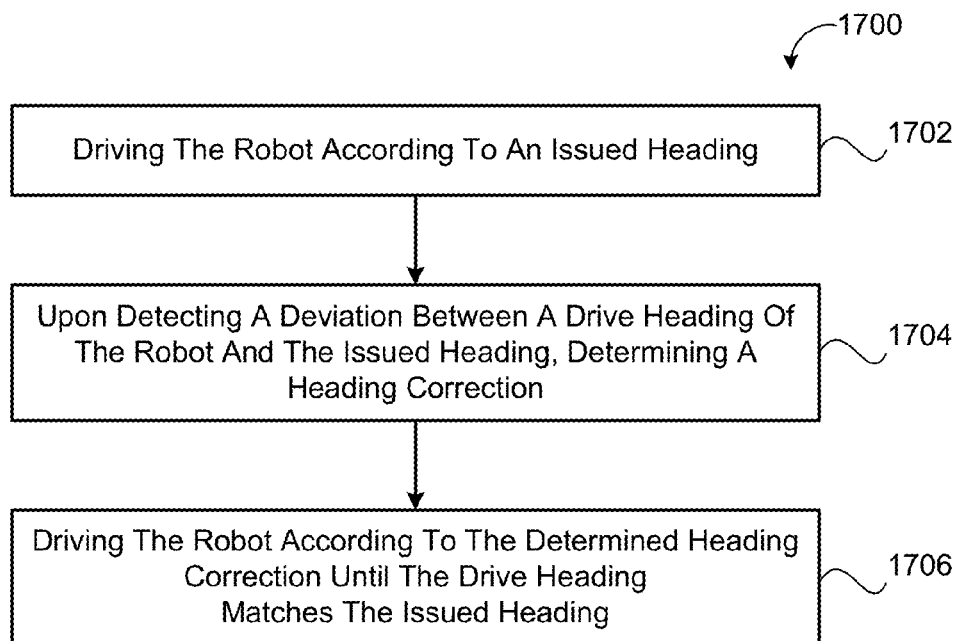 1700
Driving The Robot According To An Issued Heading
1702
Upon Detecting A Deviation Between A Drive Heading Of
The Robot And The Issued Heading, Determining A
Heading Correction
1704
Driving The Robot According To The Determined Heading
Correction Until The Drive Heading
Matches The Issued Heading
1706